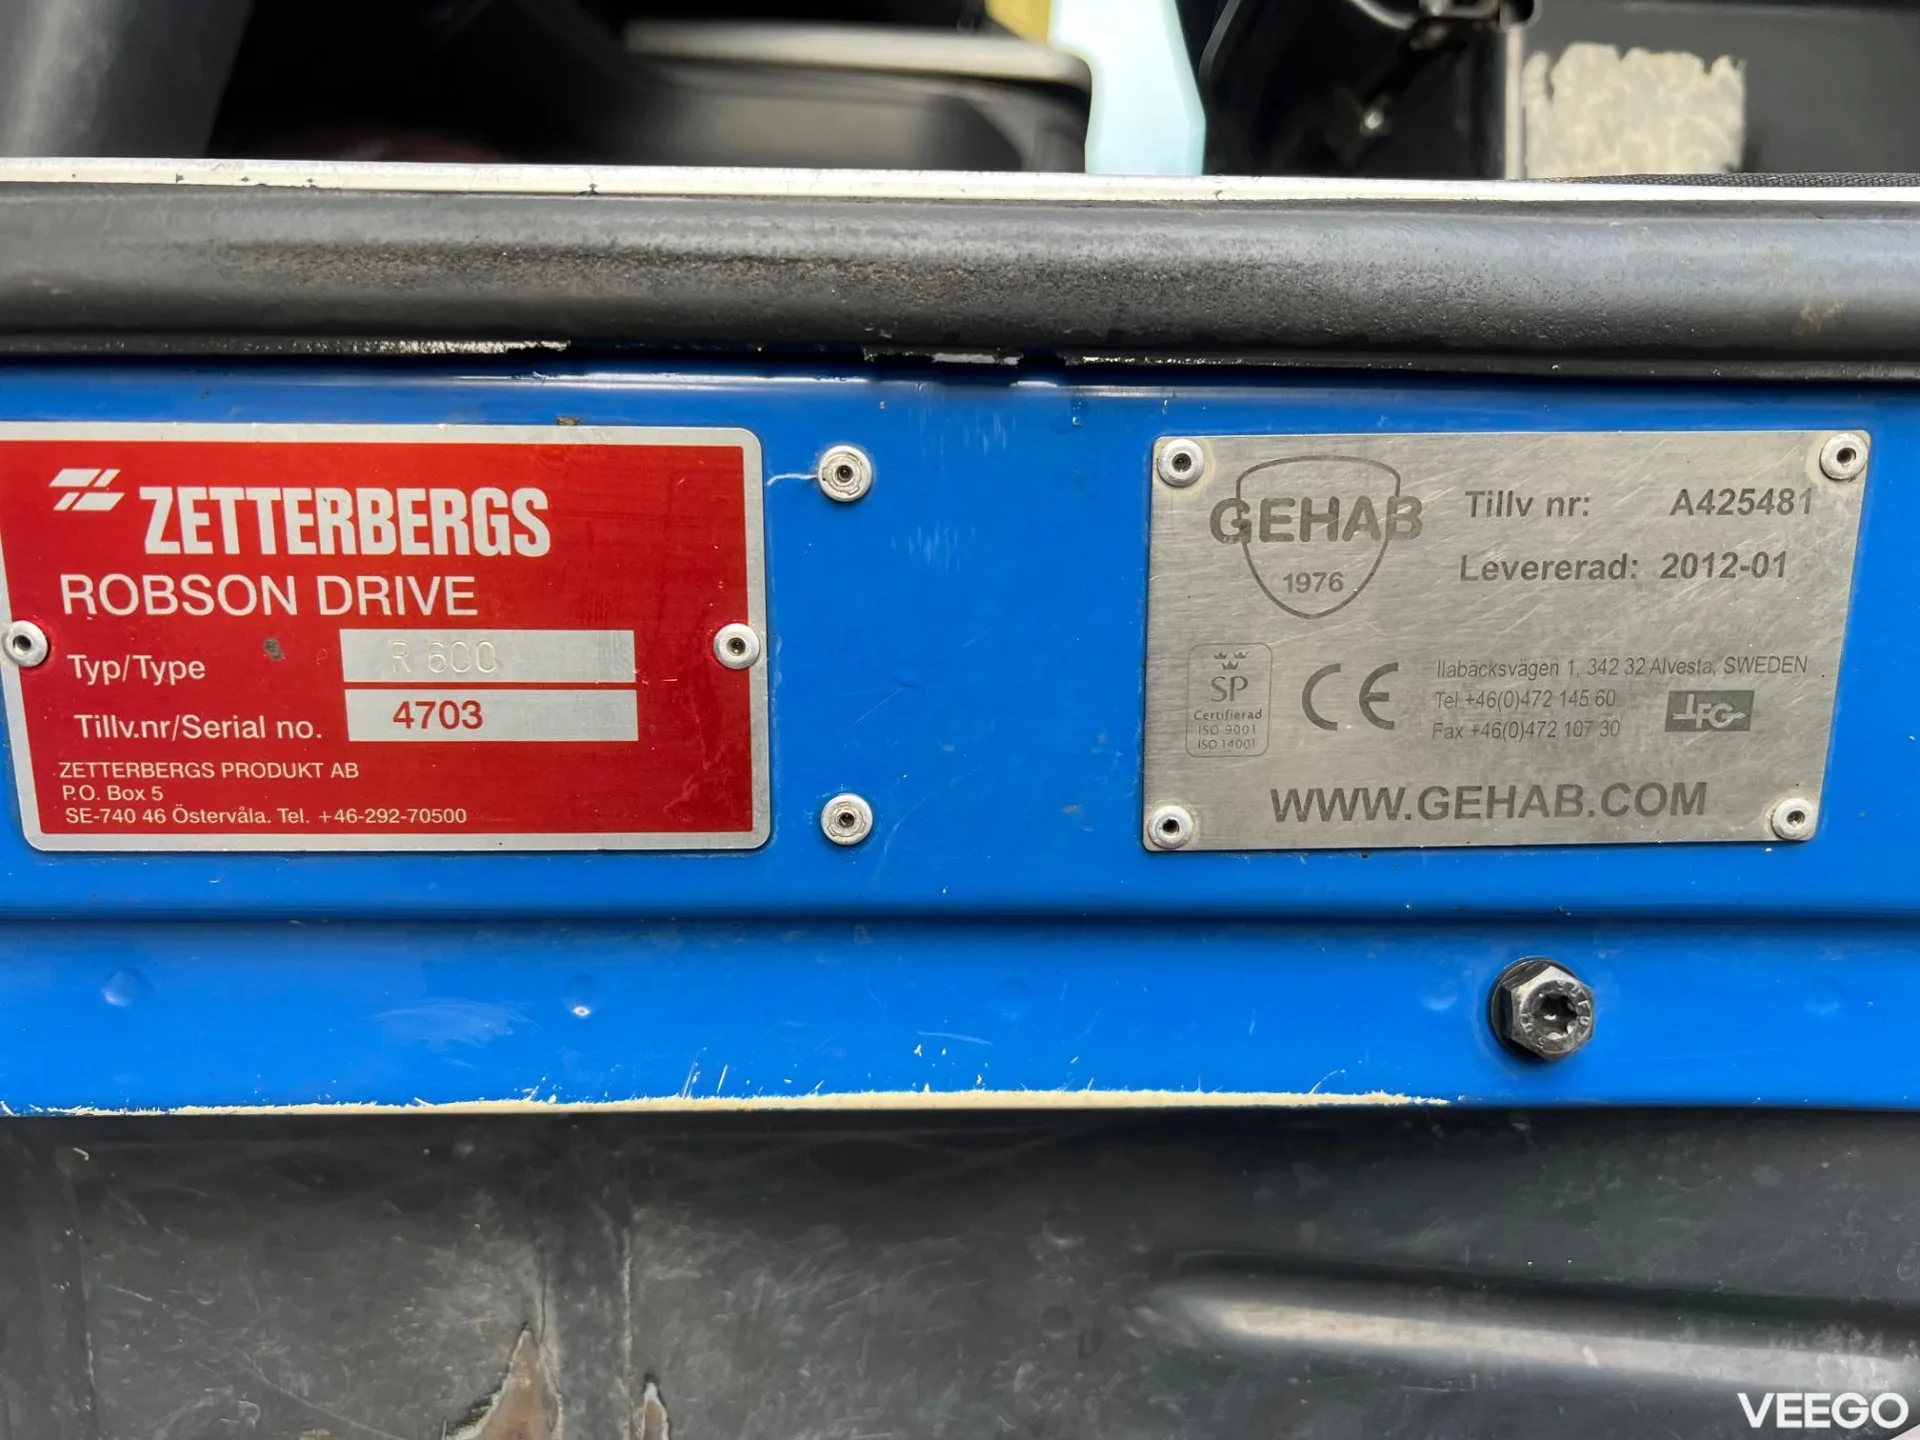 ZETTERBERGS
ROBSON DRIVE
Typ/Type R 600
Tillv.nr/Serial no. 4703
ZETTERBERGS PRODUKT AB
P.O. Box 5
SE-740 46 Östervåla. Tel. +46-292-70500
GEHAB
1976
Tillv nr: A425481
Levererad: 2012-01
SP
Certifierad
ISO 9001
ISO 14001
CE
Ilabäcksvägen 1, 342 32 Alvesta, SWEDEN
Tel +46(0)472 145 60
Fax +46(0)472 107 30
LFG
WWW.GEHAB.COM
VEEGO